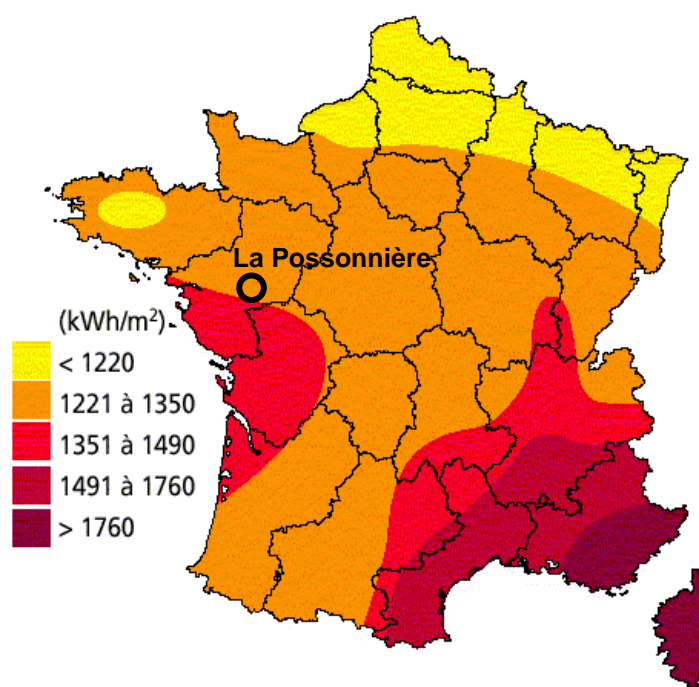 La Possonnière
(kWh/m²)
< 1220
1221 à 1350
1351 à 1490
1491 à 1760
> 1760